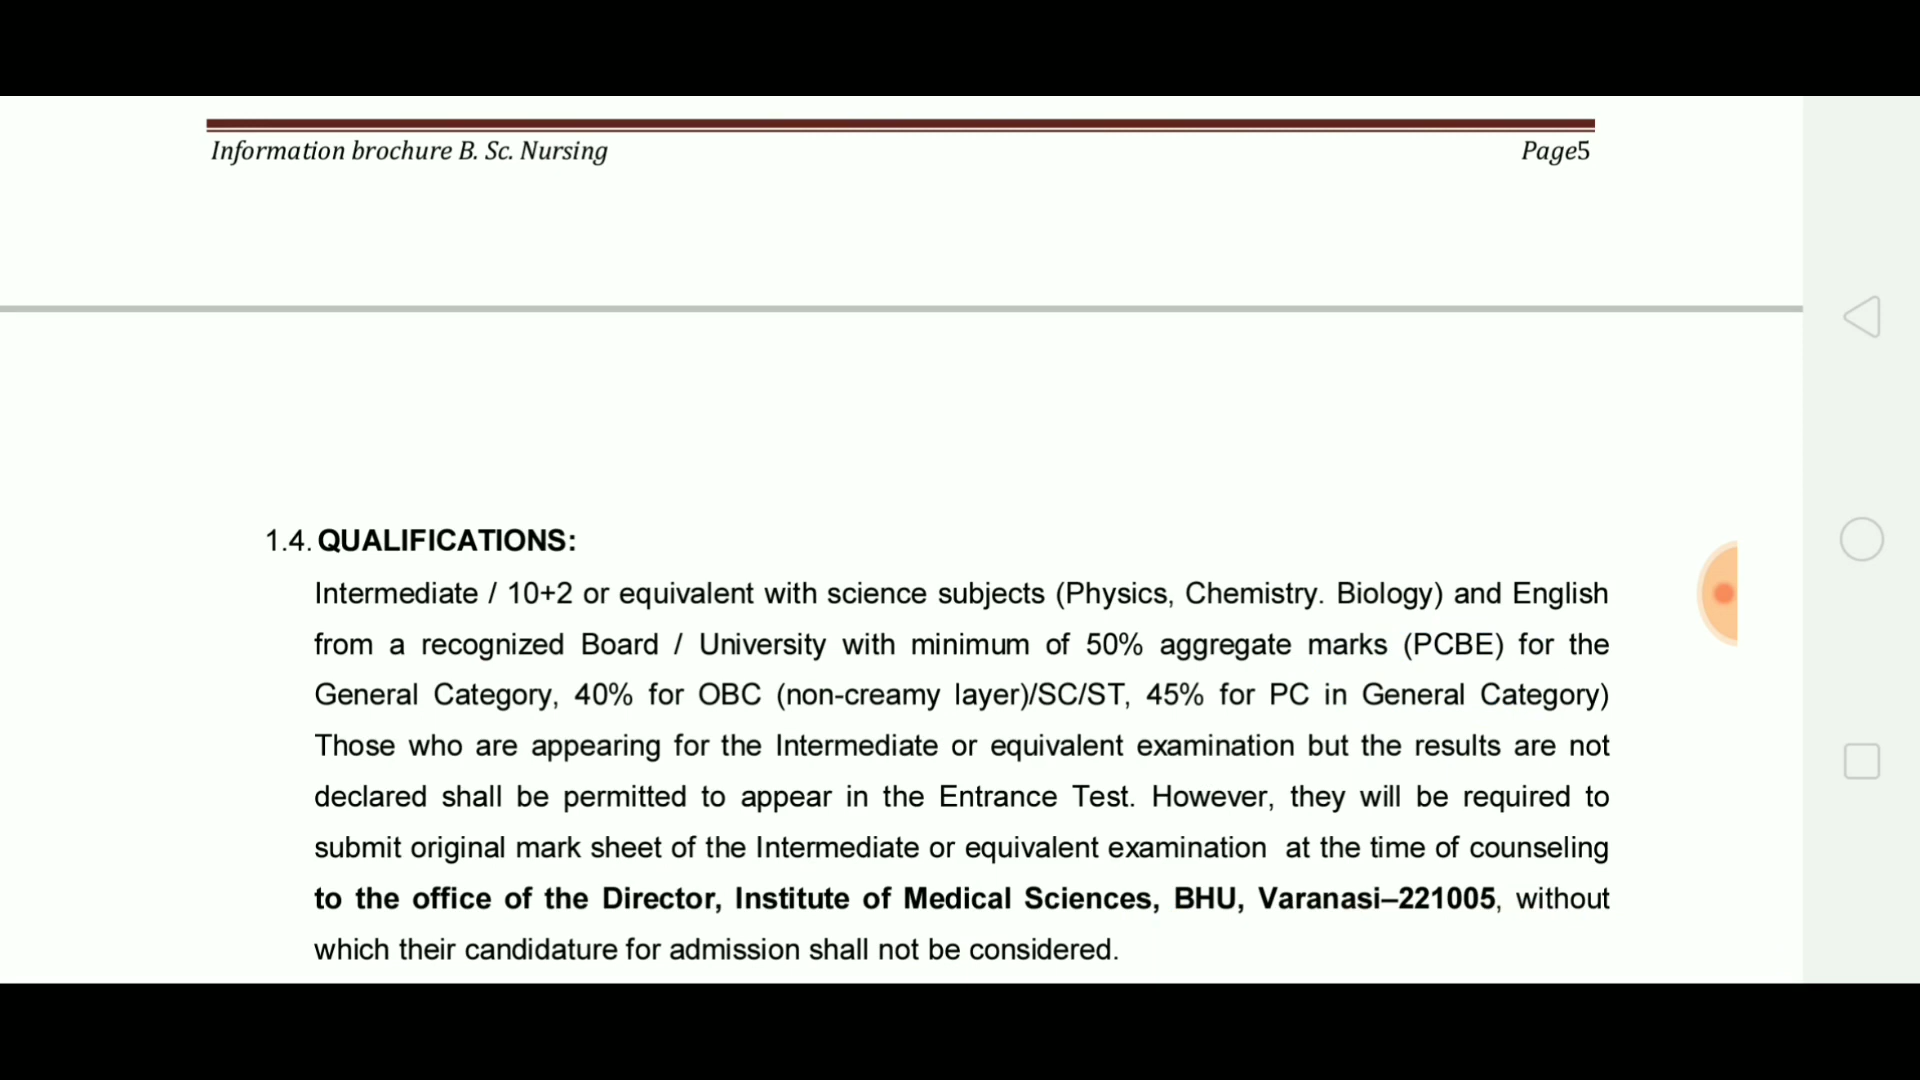 Information brochure B. Sc. Nursing Page5
1.4. QUALIFICATIONS:
Intermediate / 10+2 or equivalent with science subjects (Physics, Chemistry. Biology) and English
from a recognized Board / University with minimum of 50% aggregate marks (PCBE) for the
General Category, 40% for OBC (non-creamy layer)/SC/ST, 45% for PC in General Category)
Those who are appearing for the Intermediate or equivalent examination but the results are not
declared shall be permitted to appear in the Entrance Test. However, they will be required to
submit original mark sheet of the Intermediate or equivalent examination at the time of counseling
to the office of the Director, Institute of Medical Sciences, BHU, Varanasi–221005, without
which their candidature for admission shall not be considered.